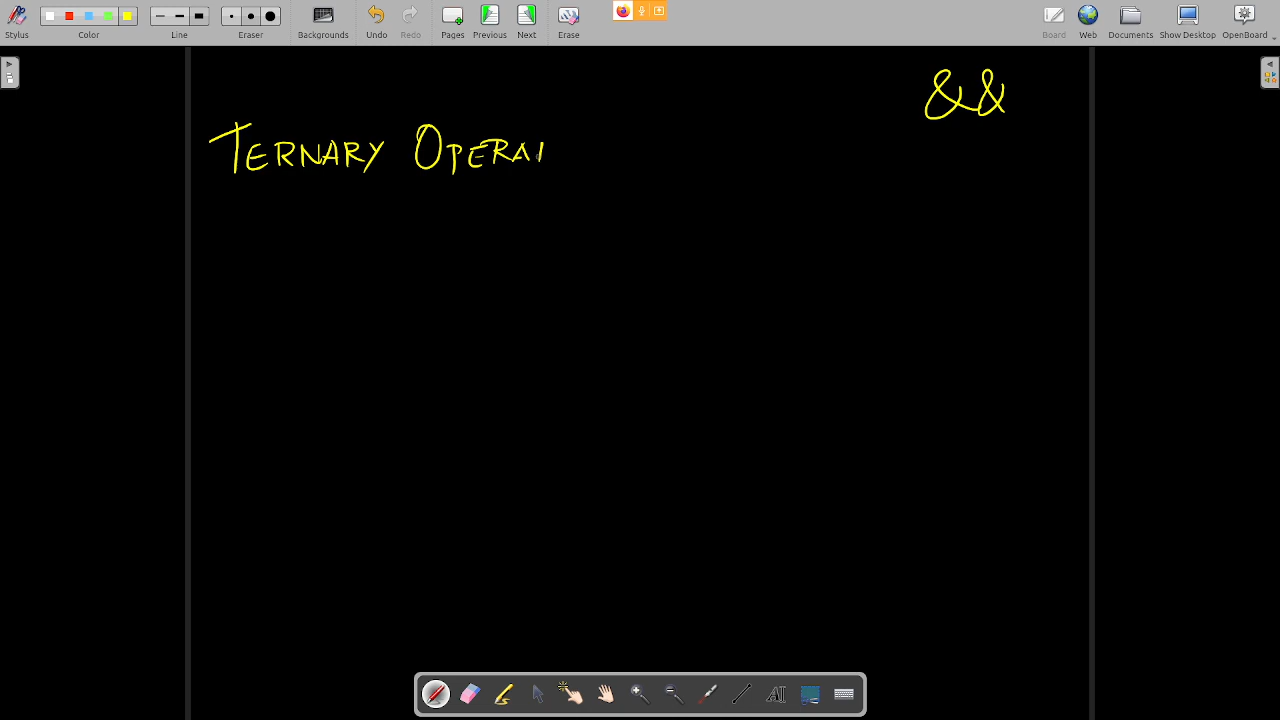 Stylus Color Line Eraser Backgrounds Undo Redo Pages Previous Next Erase Board Web Documents Show Desktop OpenBoard
&&
TERNARY OPERA
AI